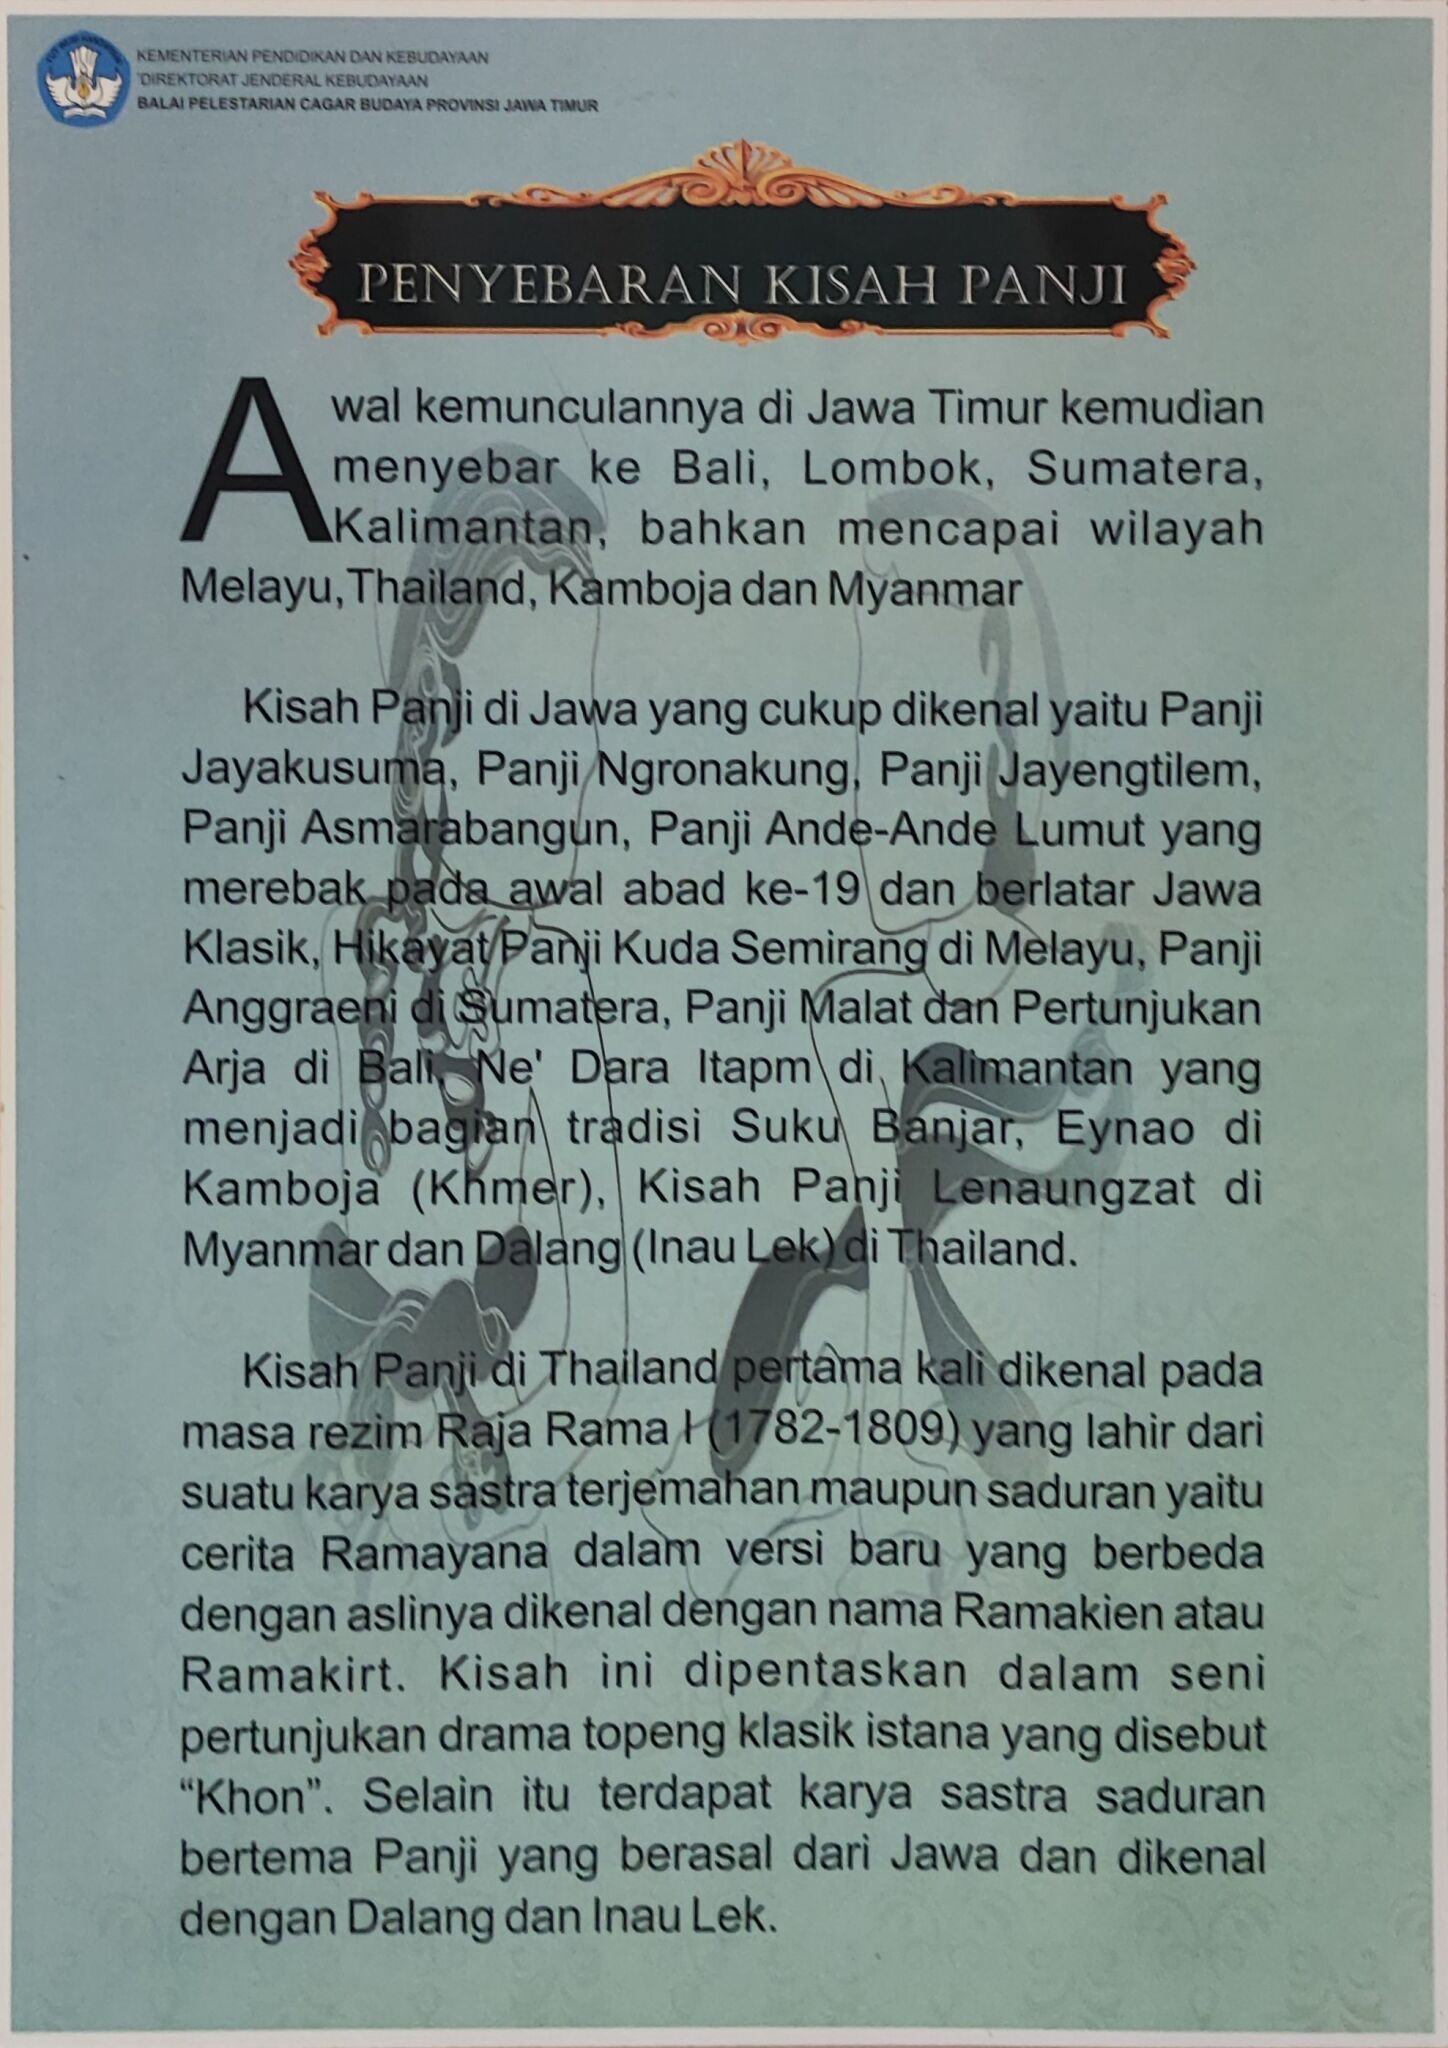 KEMENTERIAN PENDIDIKAN DAN KEBUDAYAAN
DIREKTORAT JENDERAL KEBUDAYAAN
BALAI PELESTARIAN CAGAR BUDAYA PROVINSI JAWA TIMUR
PENYEBARAN KISAH PANJI
Awal kemunculannya di Jawa Timur kemudian
menyebar ke Bali, Lombok, Sumatera,
Kalimantan, bahkan mencapai wilayah
Melayu,Thailand, Kamboja dan Myanmar
Kisah Panji di Jawa yang cukup dikenal yaitu Panji
Jayakusuma, Panji Ngronakung, Panji Jayengtilem,
Panji Asmarabangun, Panji Ande-Ande Lumut yang
merebak pada awal abad ke-19 dan berlatar Jawa
Klasik, Hikayat Panji Kuda Semirang di Melayu, Panji
Anggraeni di Sumatera, Panji Malat dan Pertunjukan
Arja di Bali, Ne' Dara Itapm di Kalimantan yang
menjadi bagian tradisi Suku Banjar, Eynao di
Kamboja (Khmer), Kisah Panji Lenaungzat di
Myanmar dan Dalang (Inau Lek) di Thailand.
Kisah Panji di Thailand pertama kali dikenal pada
masa rezim Raja Rama I (1782-1809) yang lahir dari
suatu karya sastra terjemahan maupun saduran yaitu
cerita Ramayana dalam versi baru yang berbeda
dengan aslinya dikenal dengan nama Ramakien atau
Ramakirt. Kisah ini dipentaskan dalam seni
pertunjukan drama topeng klasik istana yang disebut
“Khon”. Selain itu terdapat karya sastra saduran
bertema Panji yang berasal dari Jawa dan dikenal
dengan Dalang dan Inau Lek.